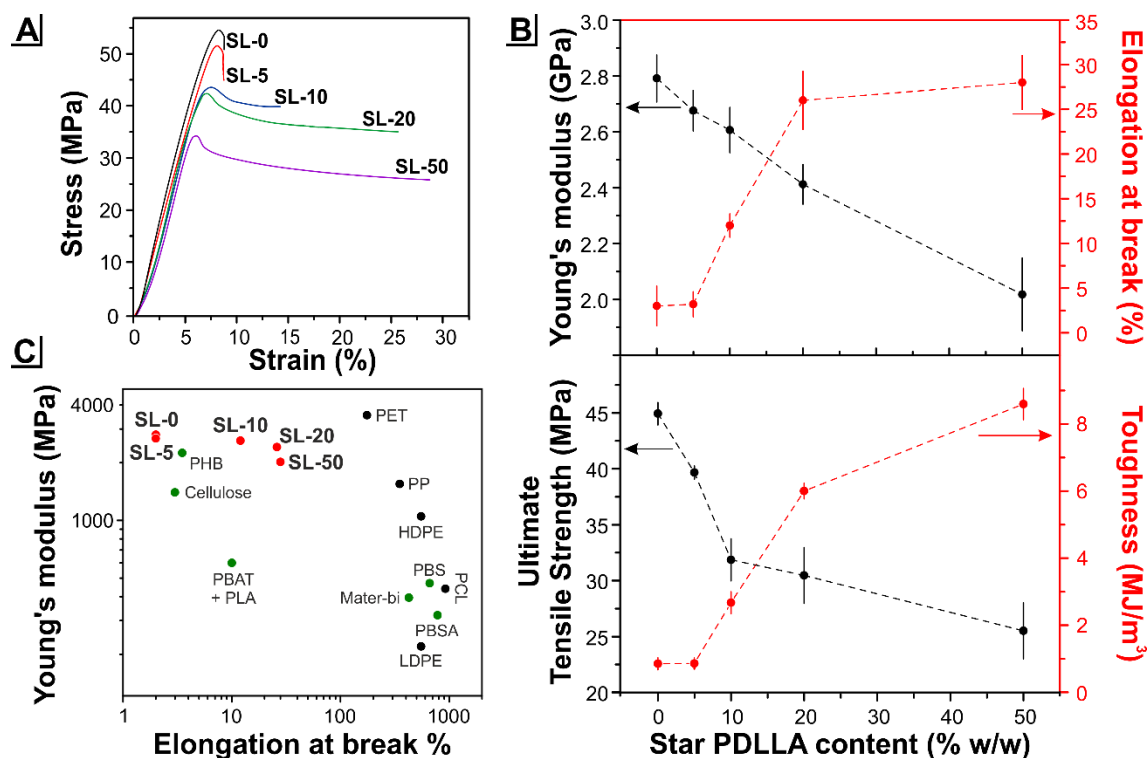 A
Stress (MPa)
50
40
30
20
10
0
SL-0
SL-5
SL-10
SL-20
SL-50
0 5 10 15 20 25 30
Strain (%)
B
Young's modulus (GPa)
3.0
2.8
2.6
2.4
2.2
2.0
Elongation at break (%)
35
30
25
20
15
10
5
0
Ultimate
Tensile Strength (MPa)
45
40
35
30
25
20
Toughness (MJ/m³)
8
6
4
2
0
0 10 20 30 40 50
Star PDLLA content (% w/w)
C
Young's modulus (MPa)
4000
1000
SL-0
SL-5
SL-10
SL-20
SL-50
PHB
Cellulose
PBAT
+ PLA
PET
PP
HDPE
PBS
PCL
Mater-bi
PBSA
LDPE
1 10 100 1000
Elongation at break %